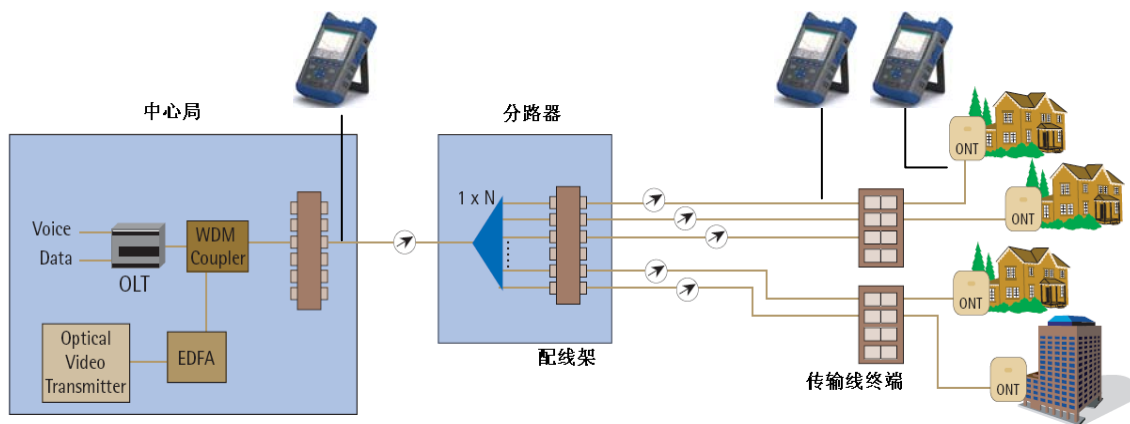 中心局
分路器
Voice
Data
OLT
WDM
Coupler
Optical
Video
Transmitter
EDFA
1 x N
配线架
传输线终端
ONT
ONT
ONT
ONT